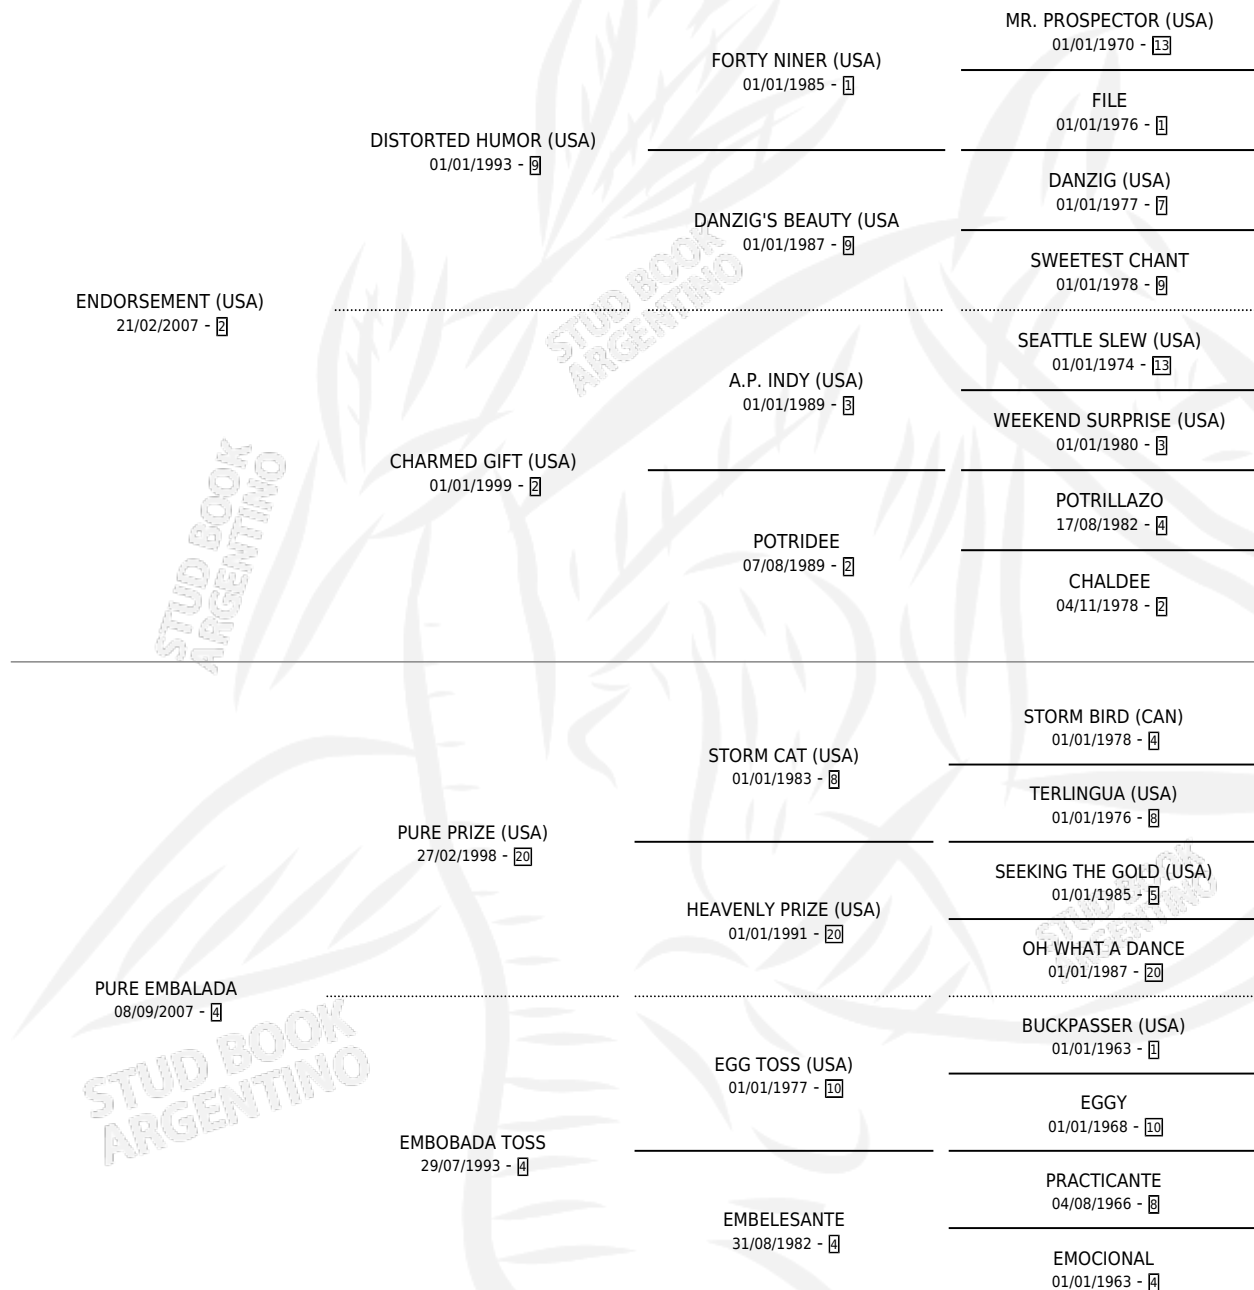 MR. PROSPECTOR (USA)
01/01/1970 - 13
FORTY NINER (USA)
01/01/1985 - 1
FILE
01/01/1976 - 1
DISTORTED HUMOR (USA)
01/01/1993 - 9
DANZIG (USA)
01/01/1977 - 7
DANZIG'S BEAUTY (USA
01/01/1987 - 9
SWEETEST CHANT
01/01/1978 - 9
ENDORSEMENT (USA)
21/02/2007 - 2
SEATTLE SLEW (USA)
01/01/1974 - 13
A.P. INDY (USA)
01/01/1989 - 3
WEEKEND SURPRISE (USA)
01/01/1980 - 3
CHARMED GIFT (USA)
01/01/1999 - 2
POTRILLAZO
17/08/1982 - 4
POTRIDEE
07/08/1989 - 2
CHALDEE
04/11/1978 - 2
STORM BIRD (CAN)
01/01/1978 - 4
STORM CAT (USA)
01/01/1983 - 8
TERLINGUA (USA)
01/01/1976 - 8
PURE PRIZE (USA)
27/02/1998 - 20
SEEKING THE GOLD (USA)
01/01/1985 - 5
HEAVENLY PRIZE (USA)
01/01/1991 - 20
OH WHAT A DANCE
01/01/1987 - 20
PURE EMBALADA
08/09/2007 - 4
BUCKPASSER (USA)
01/01/1963 - 1
EGG TOSS (USA)
01/01/1977 - 10
EGGY
01/01/1968 - 10
EMBOBADA TOSS
29/07/1993 - 4
PRACTICANTE
04/08/1966 - 8
EMBELESANTE
31/08/1982 - 4
EMOCIONAL
01/01/1963 - 4
STUD BOOK
ARGENTINO
STUD BOOK
ARGENTINO
STUD BOOK
ARGENTINO
STUD BOOK
ARGENTINO